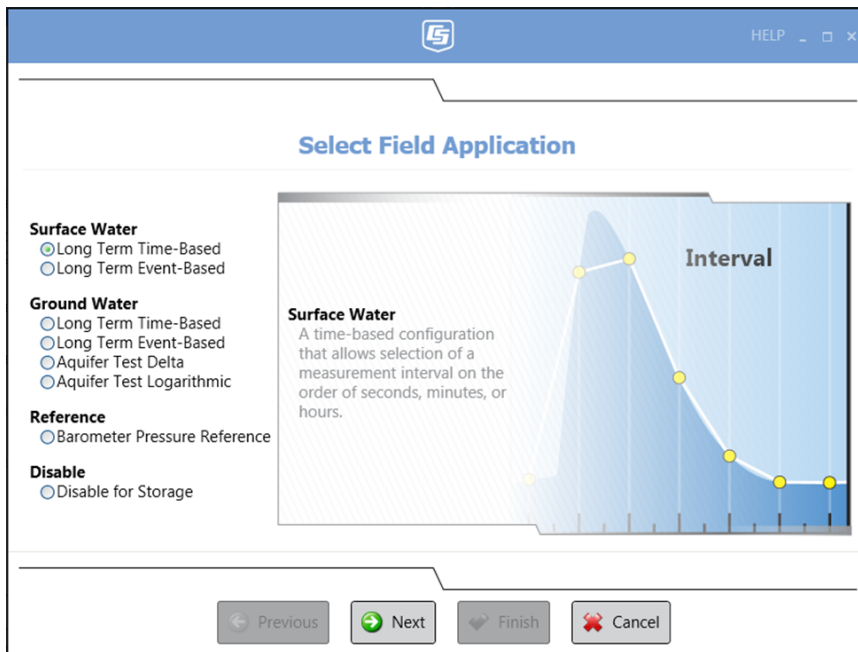 HELP
Select Field Application
Surface Water
Long Term Time-Based
Long Term Event-Based
Ground Water
Long Term Time-Based
Long Term Event-Based
Aquifer Test Delta
Aquifer Test Logarithmic
Reference
Barometer Pressure Reference
Disable
Disable for Storage
Interval
Surface Water
A time-based configuration
that allows selection of a
measurement interval on the
order of seconds, minutes, or
hours.
Previous
Next
Finish
Cancel